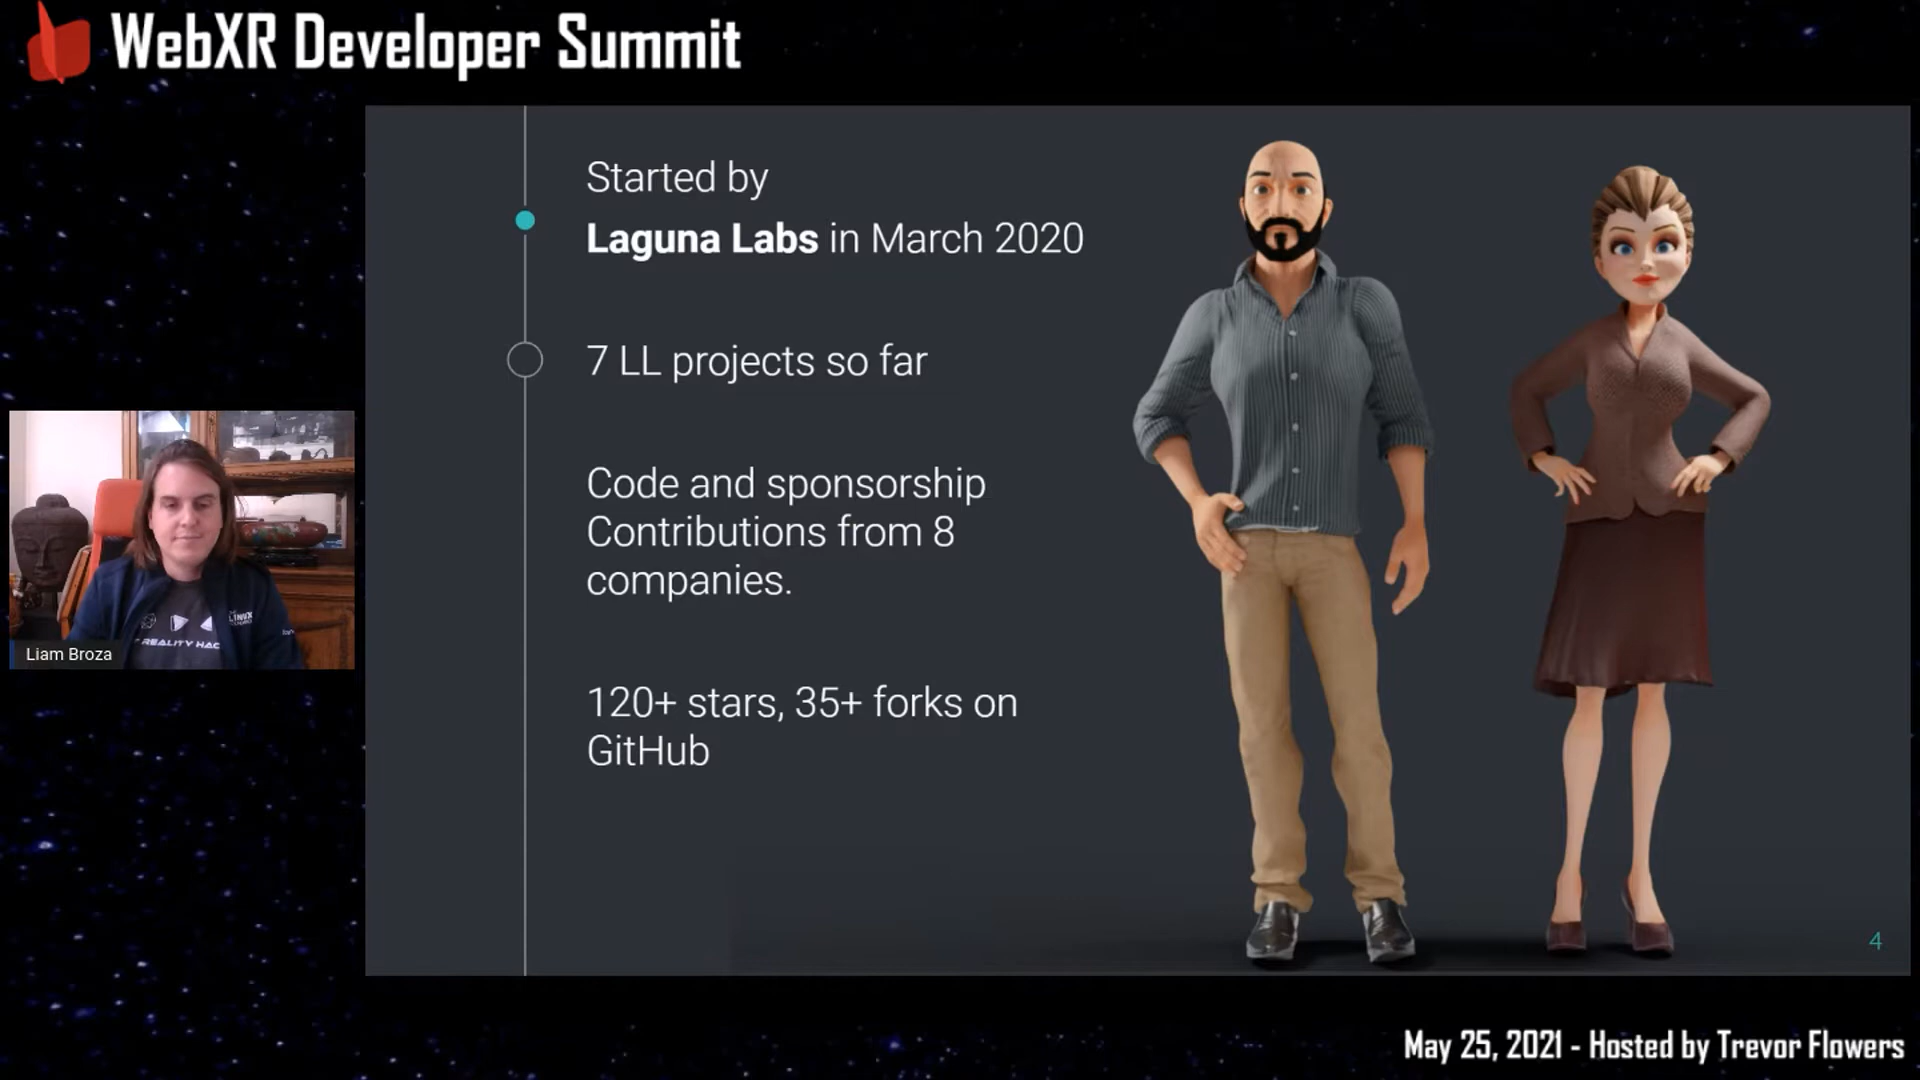 WebXR Developer Summit
Started by
Laguna Labs in March 2020
7 LL projects so far
Code and sponsorship
Contributions from 8
companies.
120+ stars, 35+ forks on
GitHub
4
REALITY HAC
Liam Broza
May 25, 2021 - Hosted by Trevor Flowers